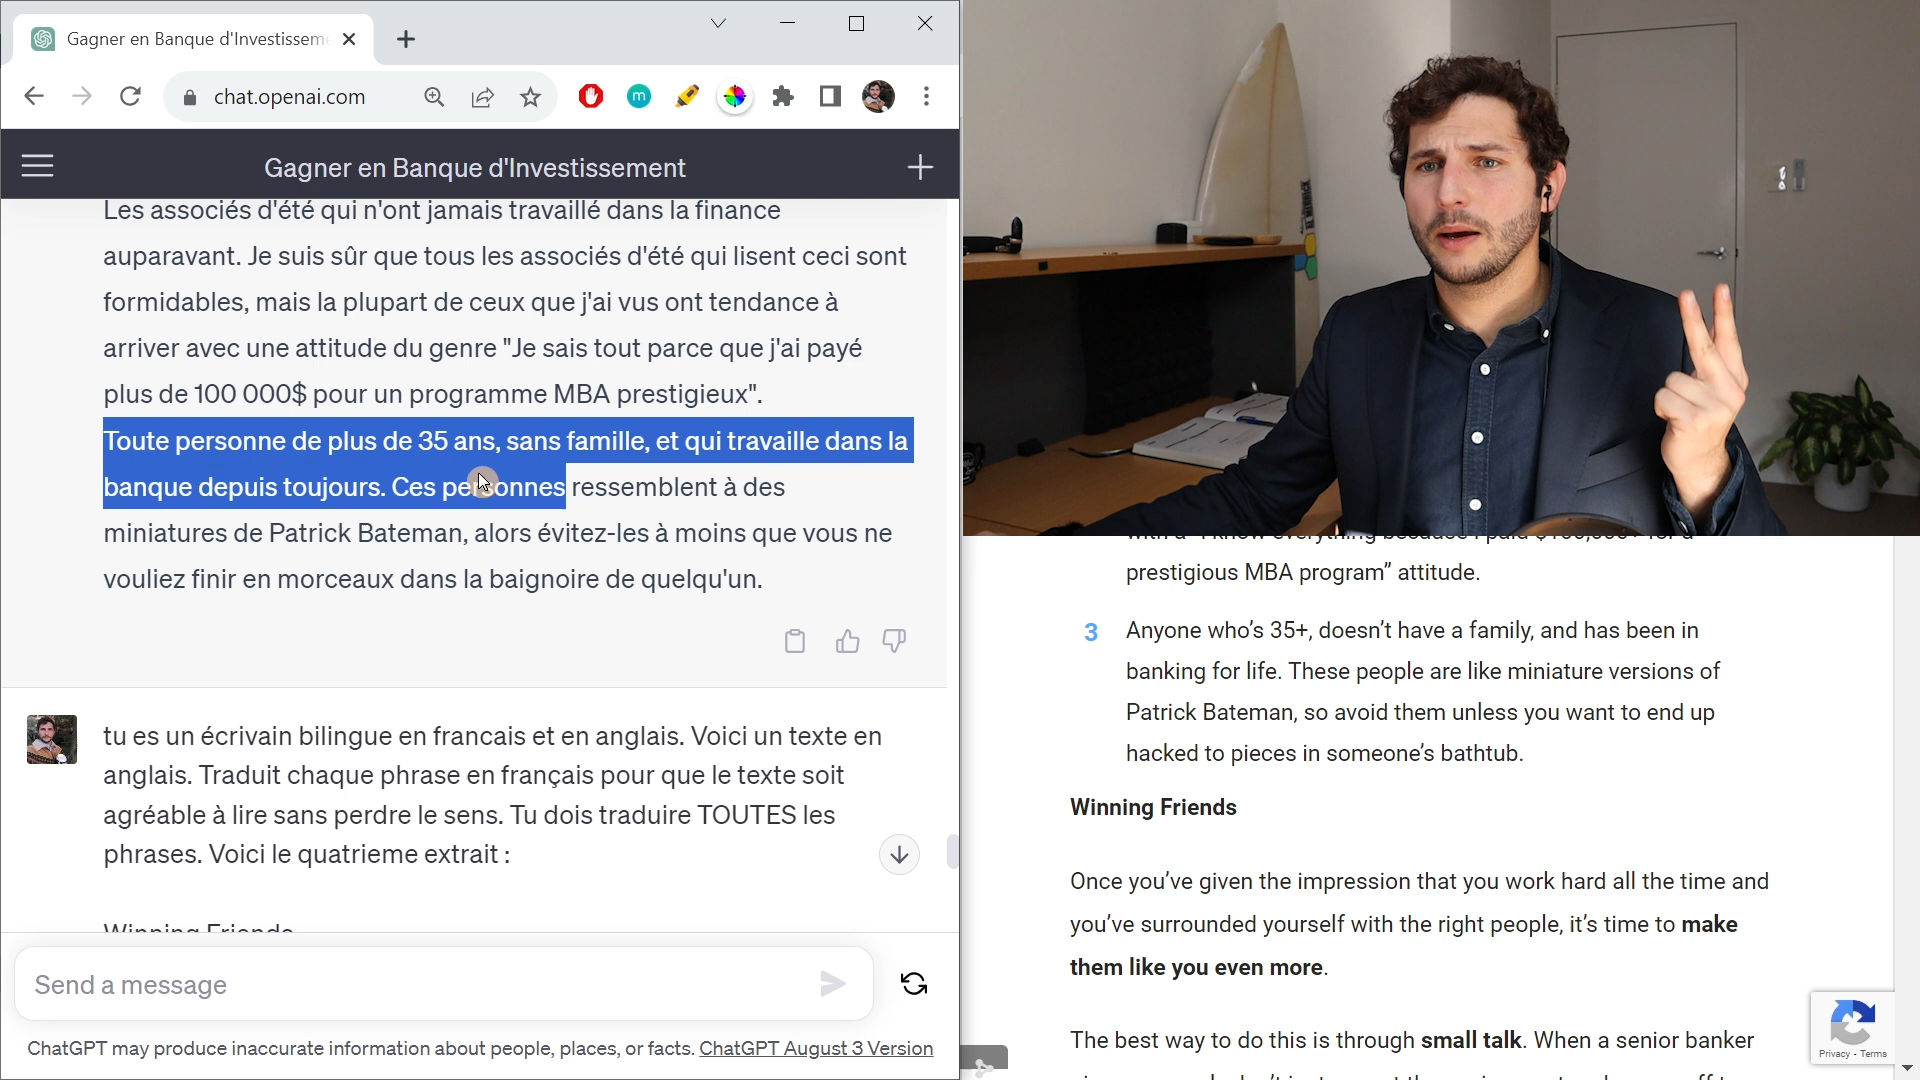 Gagner en Banque d'Investissem
chat.openai.com
m
Gagner en Banque d'Investissement
Les associés d'été qui n'ont jamais travaillé dans la finance
auparavant. Je suis sûr que tous les associés d'été qui lisent ceci sont
formidables, mais la plupart de ceux que j'ai vus ont tendance à
arriver avec une attitude du genre "Je sais tout parce que j'ai payé
plus de 100 000$ pour un programme MBA prestigieux".
Toute personne de plus de 35 ans, sans famille, et qui travaille dans la
banque depuis toujours. Ces personnes ressemblent à des
miniatures de Patrick Bateman, alors évitez-les à moins que vous ne
vouliez finir en morceaux dans la baignoire de quelqu'un.
tu es un écrivain bilingue en francais et en anglais. Voici un texte en
anglais. Traduit chaque phrase en français pour que le texte soit
agréable à lire sans perdre le sens. Tu dois traduire TOUTES les
phrases. Voici le quatrieme extrait :
Winning Friends
Send a message
ChatGPT may produce inaccurate information about people, places, or facts. ChatGPT August 3 Version
with a “I know everything because I paid $100,000+ for a
prestigious MBA program” attitude.
3 Anyone who’s 35+, doesn’t have a family, and has been in
banking for life. These people are like miniature versions of
Patrick Bateman, so avoid them unless you want to end up
hacked to pieces in someone’s bathtub.
Winning Friends
Once you’ve given the impression that you work hard all the time and
you’ve surrounded yourself with the right people, it’s time to make
them like you even more.
The best way to do this is through small talk. When a senior banker
Privacy - Terms